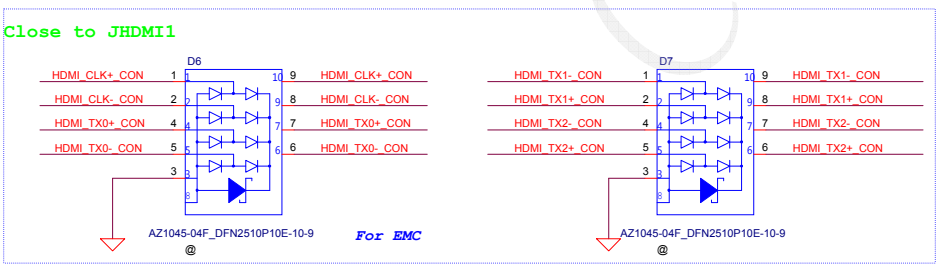 Close to JHDMI1
D6 D7
HDMI_CLK+_CON 1 1 10 9 HDMI_CLK+_CON HDMI_TX1-_CON 1 1 10 9 HDMI_TX1-_CON
HDMI_CLK-_CON 2 2 9 8 HDMI_CLK-_CON HDMI_TX1+_CON 2 2 9 8 HDMI_TX1+_CON
HDMI_TX0+_CON 4 4 7 7 HDMI_TX0+_CON HDMI_TX2-_CON 4 4 7 7 HDMI_TX2-_CON
HDMI_TX0-_CON 5 5 6 6 HDMI_TX0-_CON HDMI_TX2+_CON 5 5 6 6 HDMI_TX2+_CON
3 3 3 3
8 8
AZ1045-04F_DFN2510P10E-10-9 For EMC AZ1045-04F_DFN2510P10E-10-9
@ @